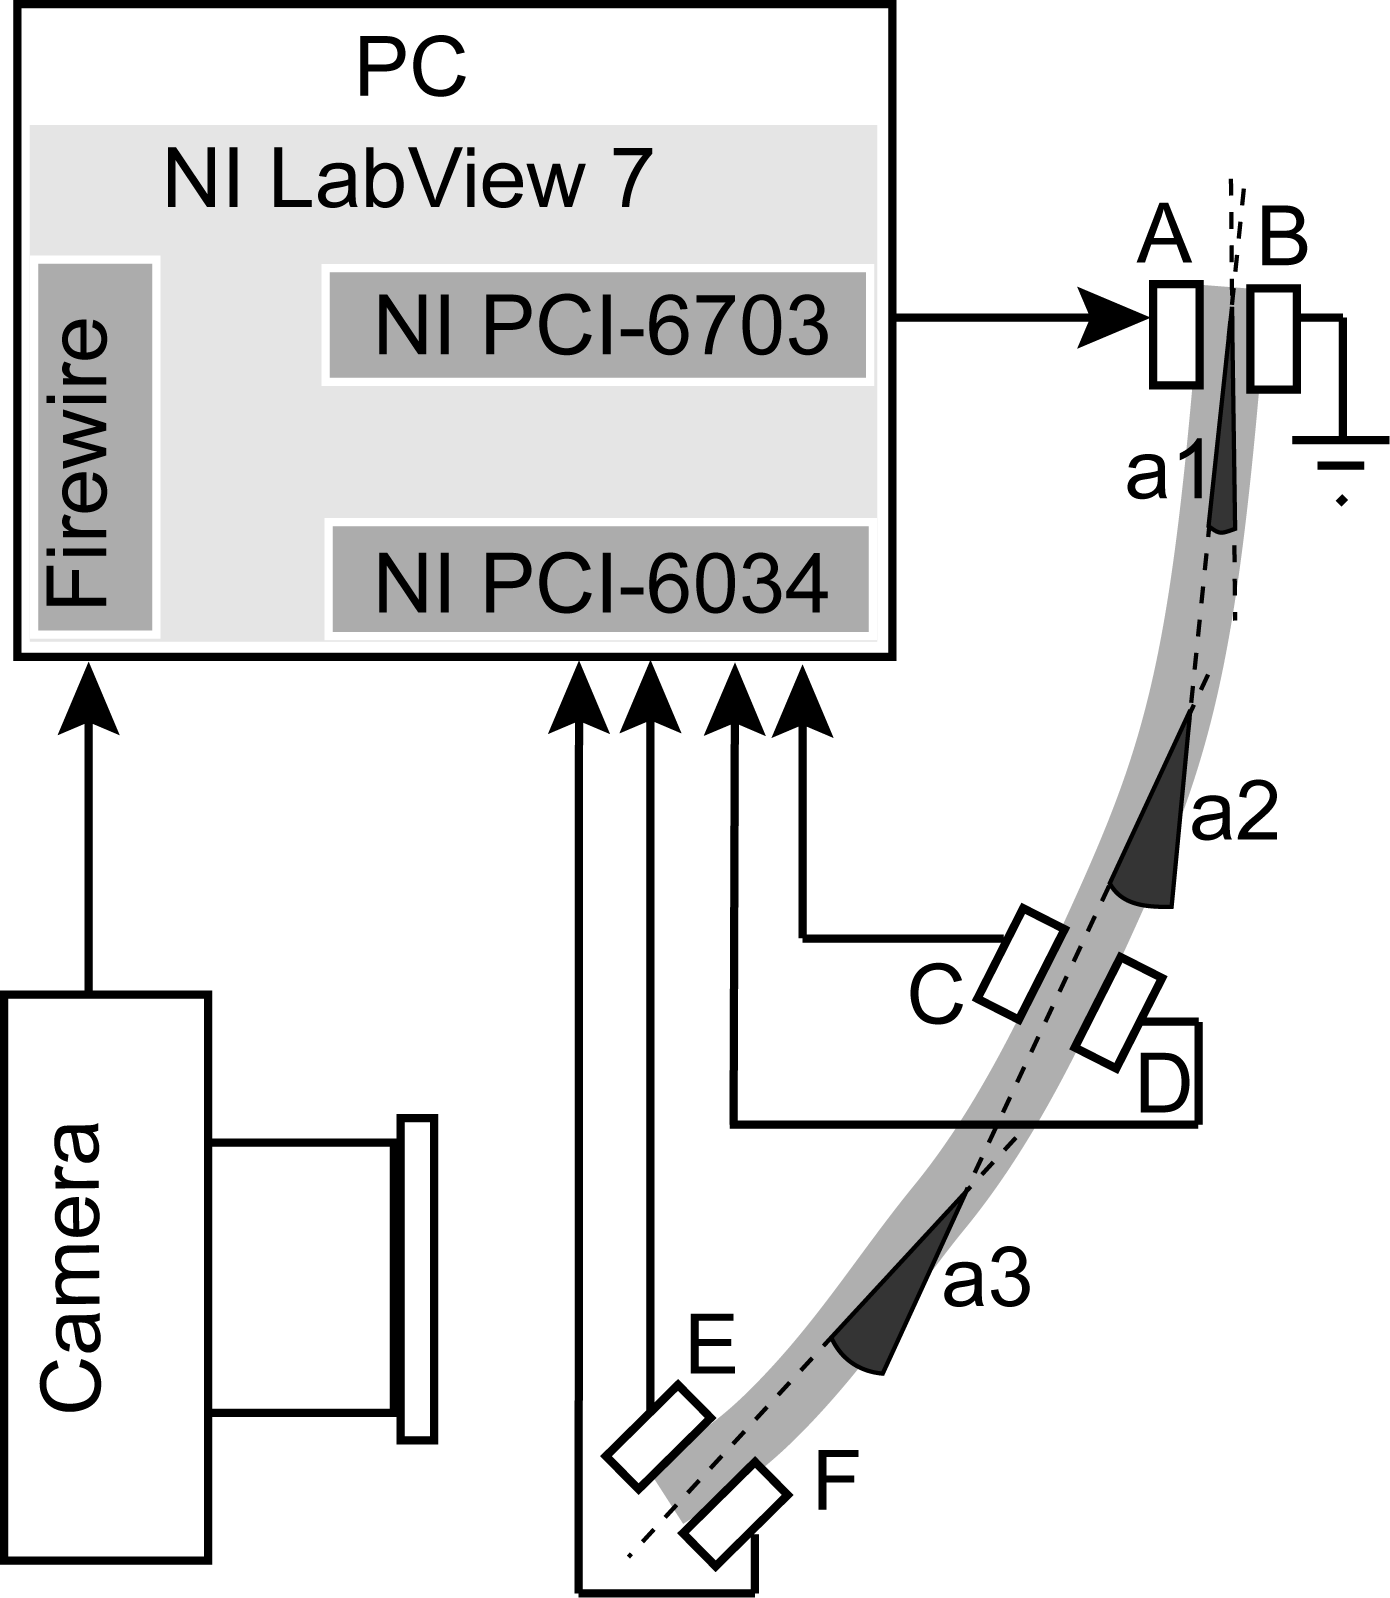 PC
NI LabView 7
Firewire
NI PCI-6703
NI PCI-6034
A
B
a1
a2
C
D
a3
E
F
Camera